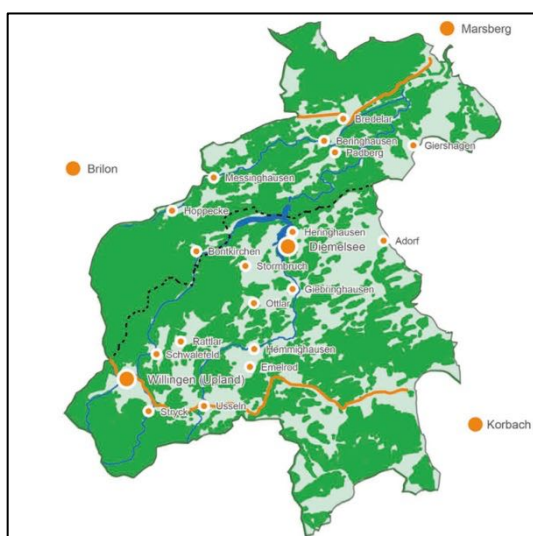 Marsberg
Bredelar
Beringhausen
Padberg
Giershagen
Brilon
Messinghausen
Hoppecke
Heringhausen
Adorf
Diemelsee
Bontkirchen
Stormbruch
Giebringhausen
Ottlar
Rattlar
Hemmighausen
Schwalefeld
Eimelrod
Willingen (Upland)
Usseln
Stryck
Korbach